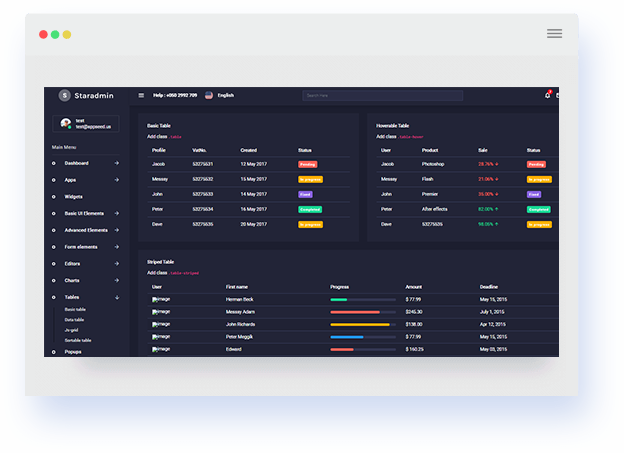 S Staradmin
Help : +050 2992 709 English Search Here
test
test@appseed.us
Main Menu
Dashboard
Apps
Widgets
Basic UI Elements
Advanced Elements
Form elements
Editors
Charts
Tables
Basic table
Data table
Js-grid
Sortable table
Popups
Basic Table
Add class .table
Profile VatNo. Created Status
Jacob 53275531 12 May 2017 Pending
Messsy 53275532 15 May 2017 In progress
John 53275533 14 May 2017 Fixed
Peter 53275534 16 May 2017 Completed
Dave 53275535 20 May 2017 In progress
Hoverable Table
Add class .table-hover
User Product Sale Status
Jacob Photoshop 28.76% Pending
Messsy Flash 21.06% In progress
John Premier 35.00% Fixed
Peter After effects 82.00% Completed
Dave 53275535 98.05% In progress
Striped Table
Add class .table-striped
User First name Progress Amount Deadline
image Herman Beck $ 77.99 May 15, 2015
image Messsy Adam $245.30 July 1, 2015
image John Richards $138.00 Apr 12, 2015
image Peter Meggik $ 77.99 May 15, 2015
image Edward $ 160.25 May 03, 2015